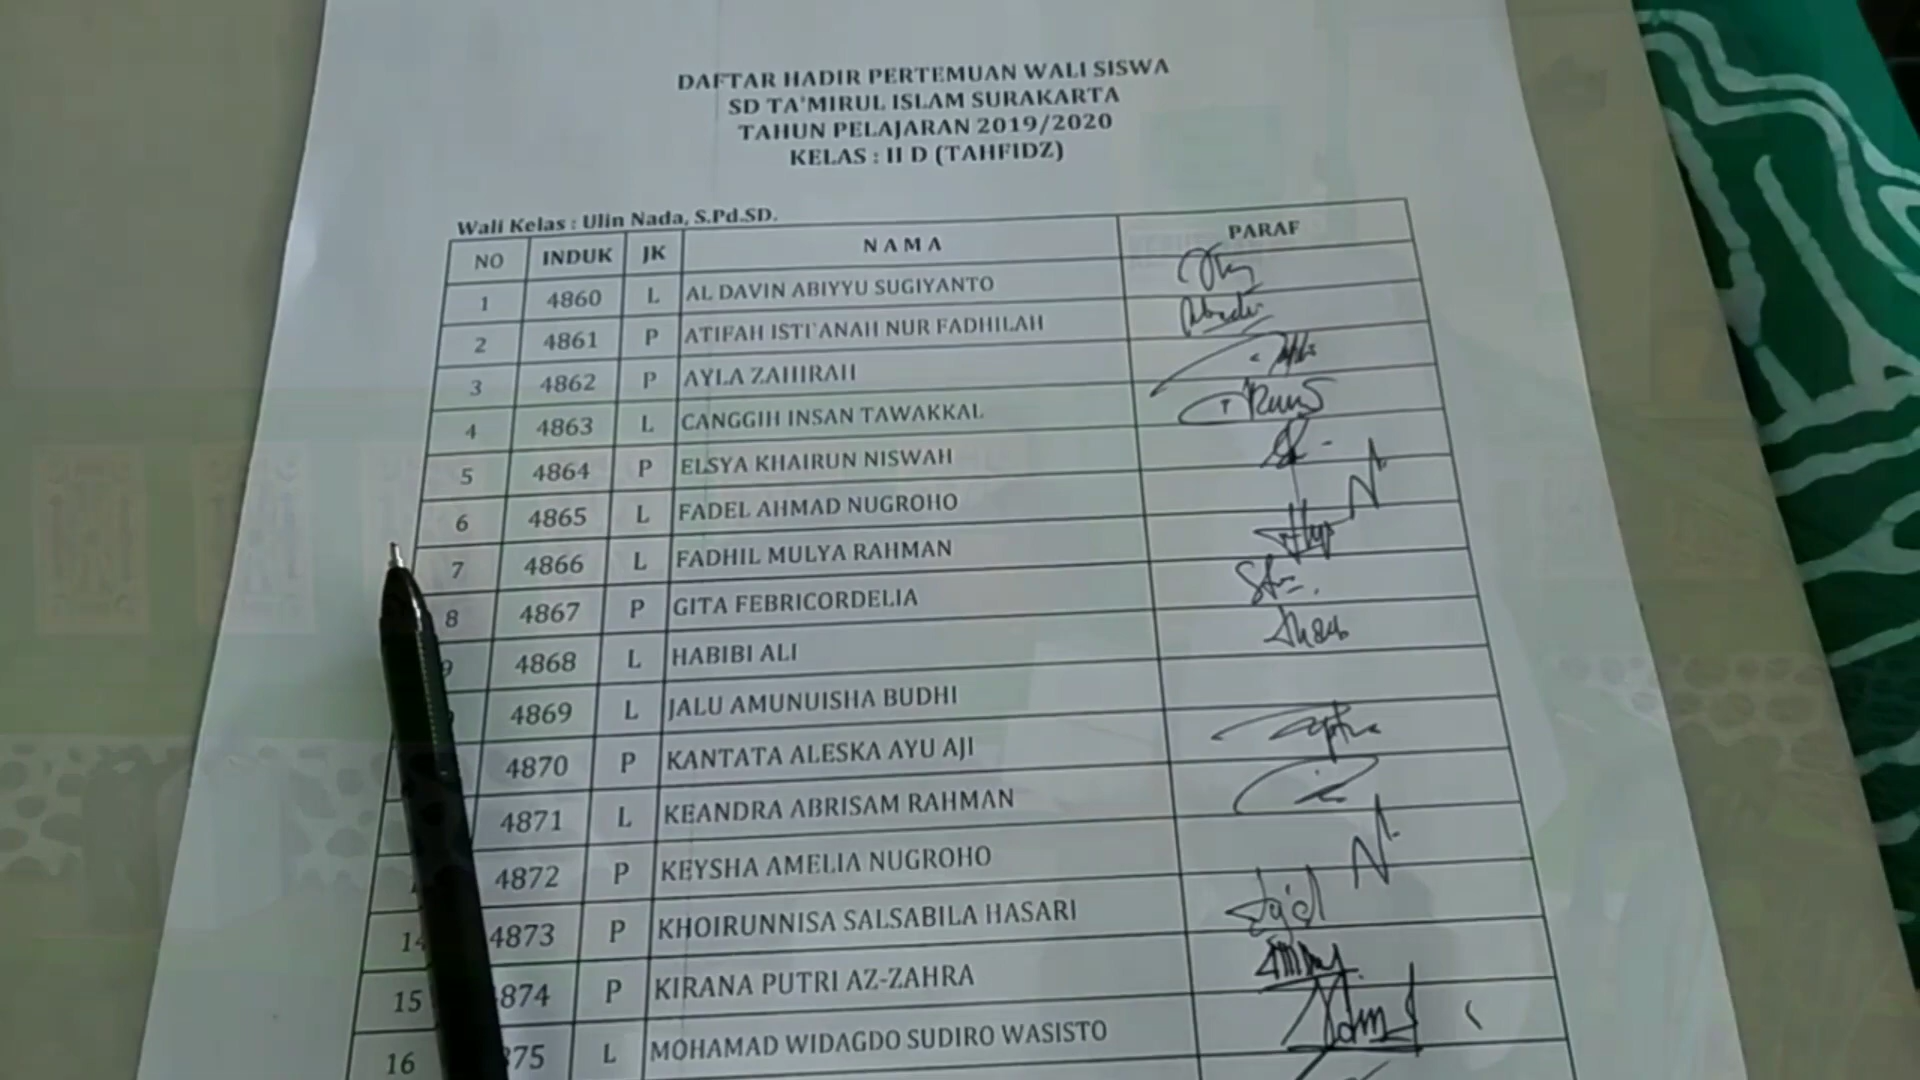 DAFTAR HADIR PERTEMUAN WALI SISWA
SD TA'MIRUL ISLAM SURAKARTA
TAHUN PELAJARAN 2019/2020
KELAS : II D (TAHFIDZ)
Wali Kelas : Ulin Nada, S.Pd.SD.
NO INDUK JK N A M A PARAF
1 4860 L AL DAVIN ABIYYU SUGIYANTO
2 4861 P ATIFAH ISTI'ANAH NUR FADHILAH
3 4862 P AYLA ZAHIRAH
4 4863 L CANGGIH INSAN TAWAKKAL
5 4864 P ELSYA KHAIRUN NISWAH
6 4865 L FADEL AHMAD NUGROHO
7 4866 L FADHIL MULYA RAHMAN
8 4867 P GITA FEBRICORDELIA
9 4868 L HABIBI ALI
4869 L JALU AMUNUISHA BUDHI
4870 P KANTATA ALESKA AYU AJI
4871 L KEANDRA ABRISAM RAHMAN
4872 P KEYSHA AMELIA NUGROHO
14 4873 P KHOIRUNNISA SALSABILA HASARI
15 874 P KIRANA PUTRI AZ-ZAHRA
16 75 L MOHAMAD WIDAGDO SUDIRO WASISTO